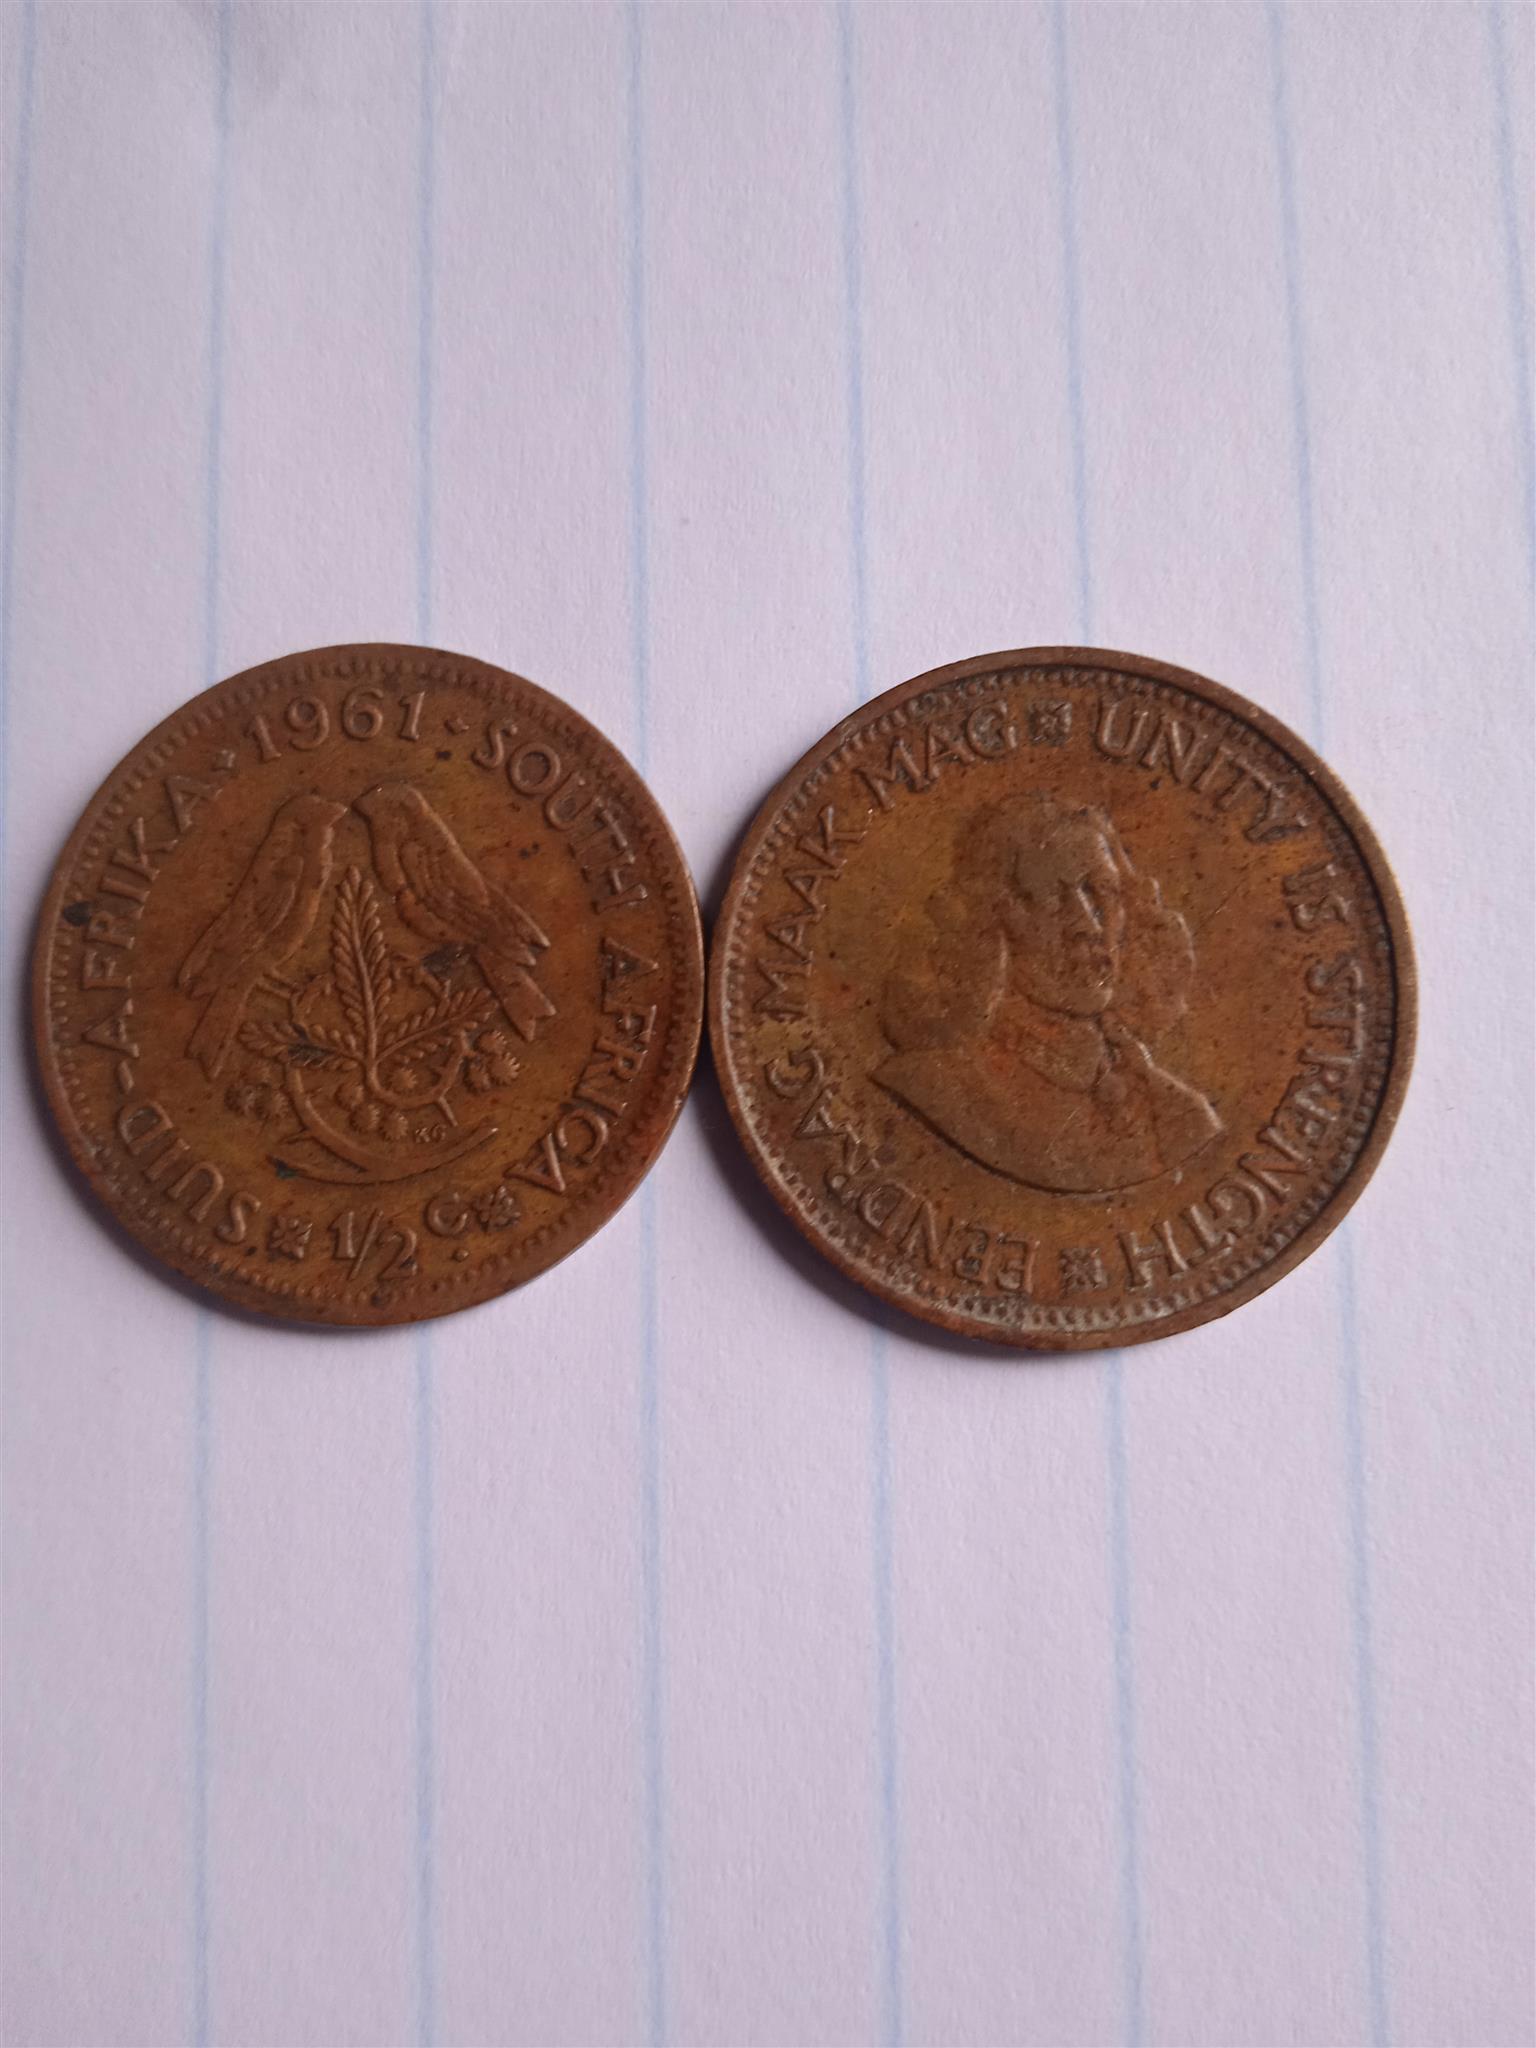 SUID-AFRIKA · 1961 · SOUTH AFRICA
1/2 C.
KG
EENDRAG MAAK MAG
UNITY IS STRENGTH